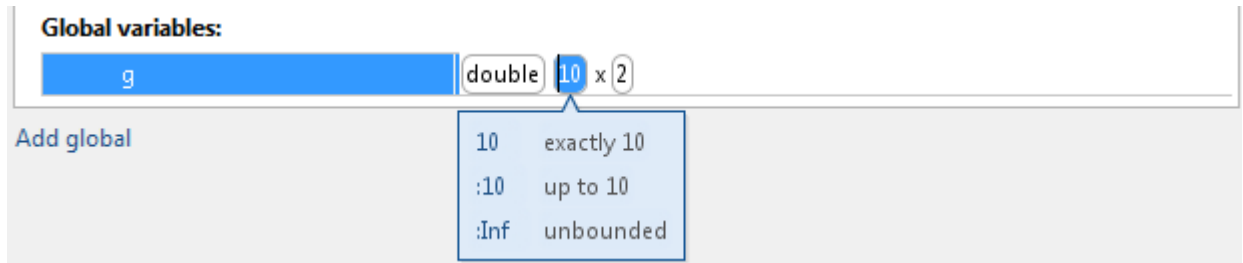 Global variables:
g double 10 x 2
Add global
10 exactly 10
:10 up to 10
:Inf unbounded